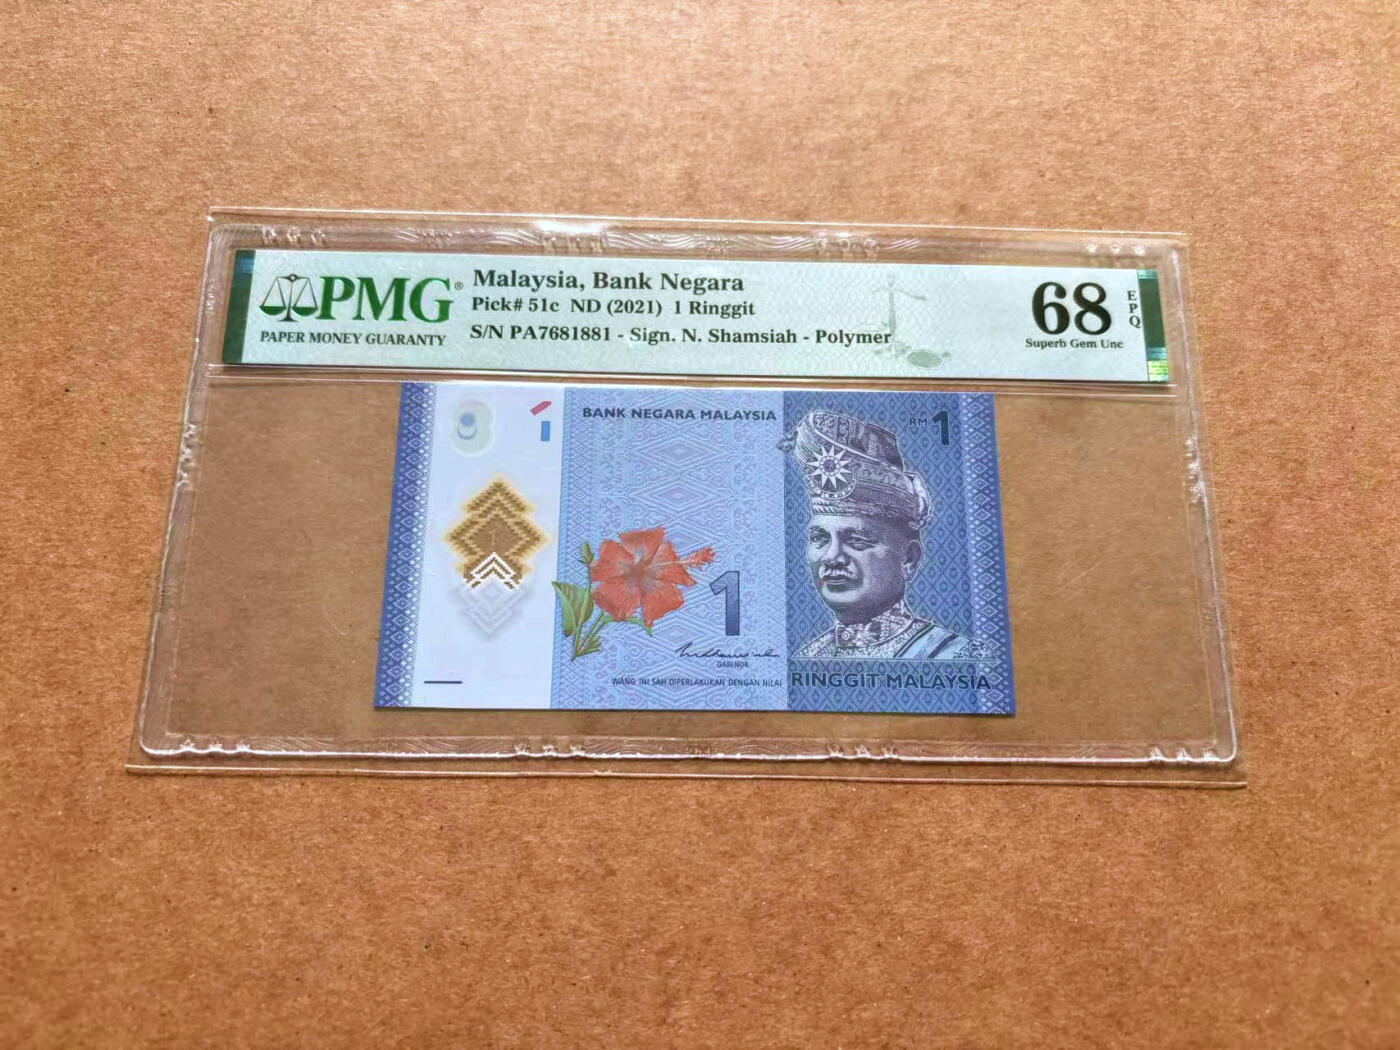 PMG®
PAPER MONEY GUARANTY
Malaysia, Bank Negara
Pick# 51c ND (2021) 1 Ringgit
S/N PA7681881 - Sign. N. Shamsiah - Polymer
68
EPQ
Superb Gem Unc
1
BANK NEGARA MALAYSIA
RM1
1
GABENOR
WANG INI SAH DIPERLAKUKAN DENGAN NILAI
RINGGIT MALAYSIA